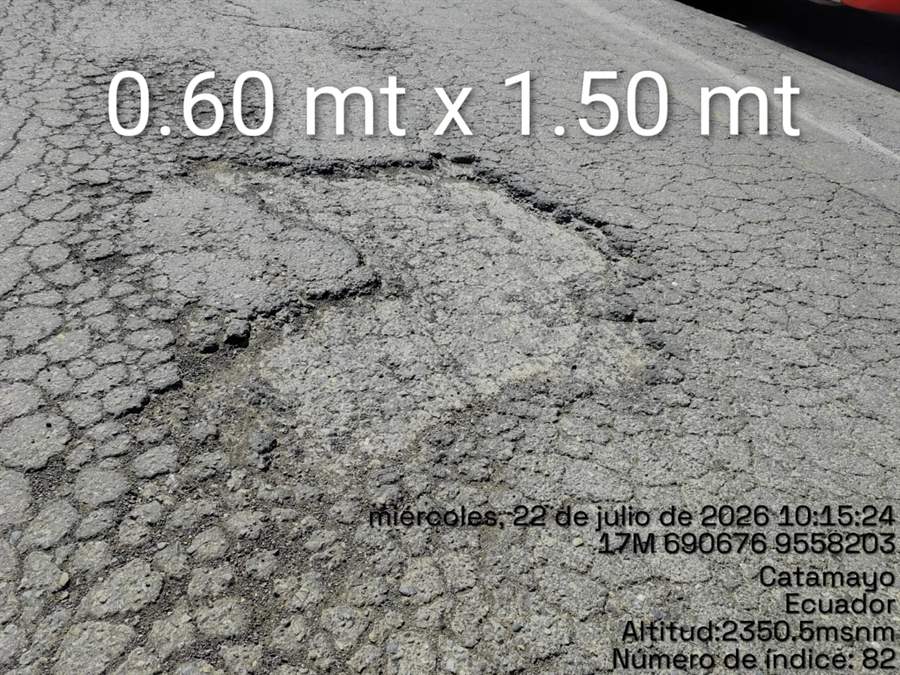 0.60 mt x 1.50 mt
miércoles, 22 de julio de 2026 10:15:24
17M 690676 9558203
Catamayo
Ecuador
Altitud:2350.5msnm
Número de índice: 82